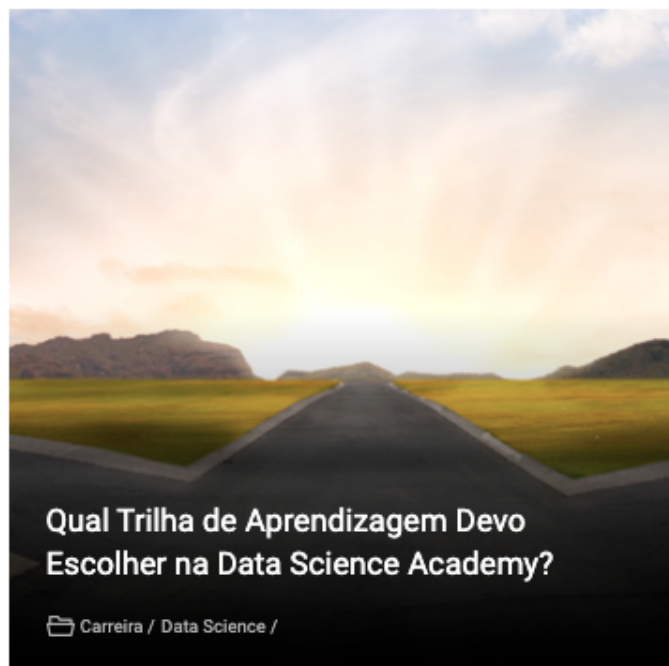 Qual Trilha de Aprendizagem Devo
Escolher na Data Science Academy?
Carreira / Data Science /